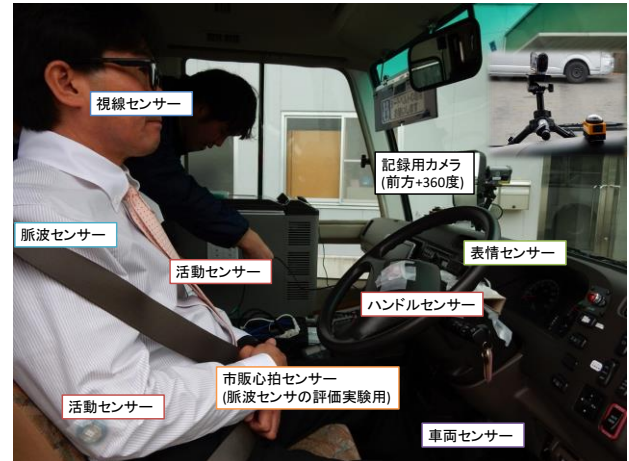 視線センサー
記録用カメラ
(前方+360度)
脈波センサー
表情センサー
活動センサー
ハンドルセンサー
市販心拍センサー
(脈波センサの評価実験用)
活動センサー
車両センサー